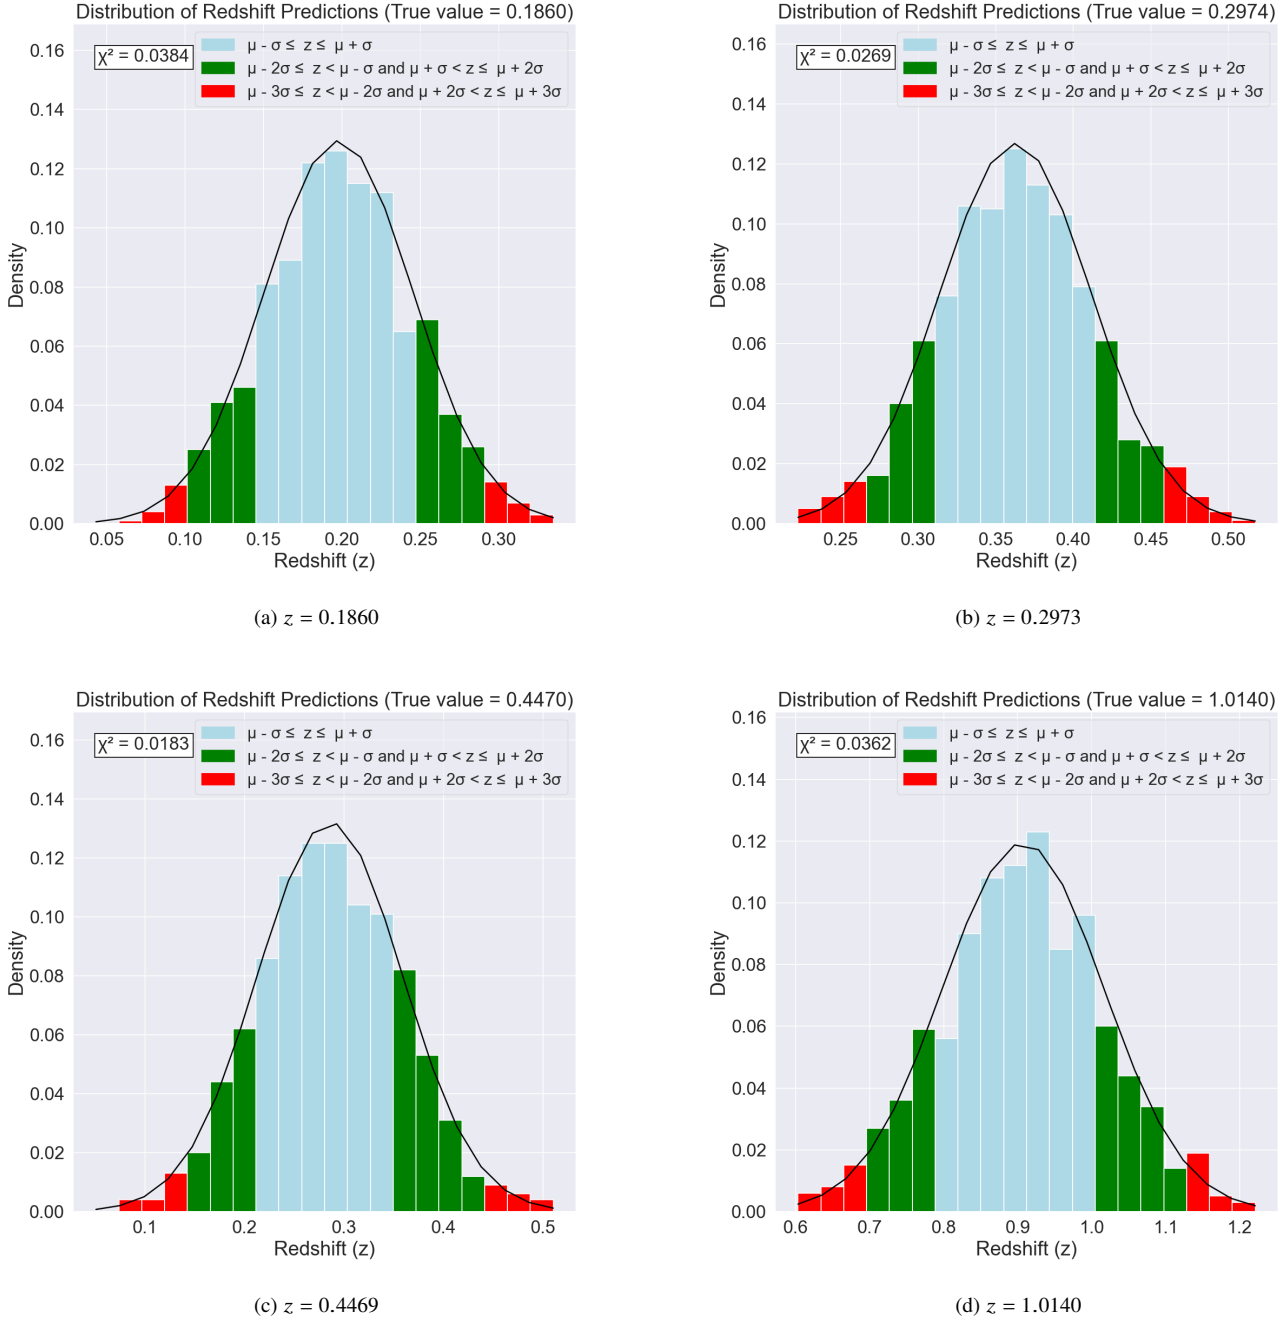 Distribution of Redshift Predictions (True value = 0.1860)
χ² = 0.0384
μ - σ ≤ z ≤ μ + σ
μ - 2σ ≤ z < μ - σ and μ + σ < z ≤ μ + 2σ
μ - 3σ ≤ z < μ - 2σ and μ + 2σ < z ≤ μ + 3σ
0.16
0.14
0.12
0.10
0.08
0.06
0.04
0.02
0.00
Density
0.05 0.10 0.15 0.20 0.25 0.30
Redshift (z)
(a) z = 0.1860
Distribution of Redshift Predictions (True value = 0.2974)
χ² = 0.0269
μ - σ ≤ z ≤ μ + σ
μ - 2σ ≤ z < μ - σ and μ + σ < z ≤ μ + 2σ
μ - 3σ ≤ z < μ - 2σ and μ + 2σ < z ≤ μ + 3σ
0.16
0.14
0.12
0.10
0.08
0.06
0.04
0.02
0.00
Density
0.25 0.30 0.35 0.40 0.45 0.50
Redshift (z)
(b) z = 0.2973
Distribution of Redshift Predictions (True value = 0.4470)
χ² = 0.0183
μ - σ ≤ z ≤ μ + σ
μ - 2σ ≤ z < μ - σ and μ + σ < z ≤ μ + 2σ
μ - 3σ ≤ z < μ - 2σ and μ + 2σ < z ≤ μ + 3σ
0.16
0.14
0.12
0.10
0.08
0.06
0.04
0.02
0.00
Density
0.1 0.2 0.3 0.4 0.5
Redshift (z)
(c) z = 0.4469
Distribution of Redshift Predictions (True value = 1.0140)
χ² = 0.0362
μ - σ ≤ z ≤ μ + σ
μ - 2σ ≤ z < μ - σ and μ + σ < z ≤ μ + 2σ
μ - 3σ ≤ z < μ - 2σ and μ + 2σ < z ≤ μ + 3σ
0.16
0.14
0.12
0.10
0.08
0.06
0.04
0.02
0.00
Density
0.6 0.7 0.8 0.9 1.0 1.1 1.2
Redshift (z)
(d) z = 1.0140